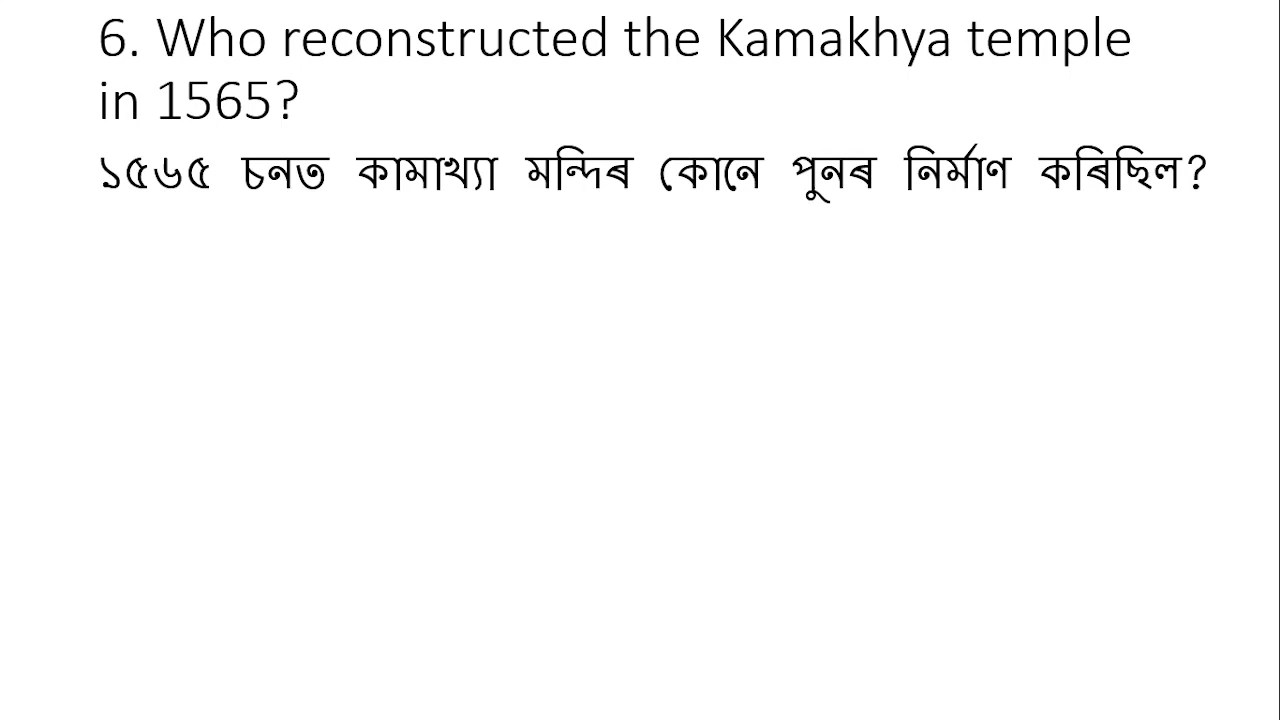 6. Who reconstructed the Kamakhya temple
in 1565?
১৫৬৫ চনত কামাখ্যা মন্দিৰ কোনে পুনৰ নিৰ্মাণ কৰিছিল?